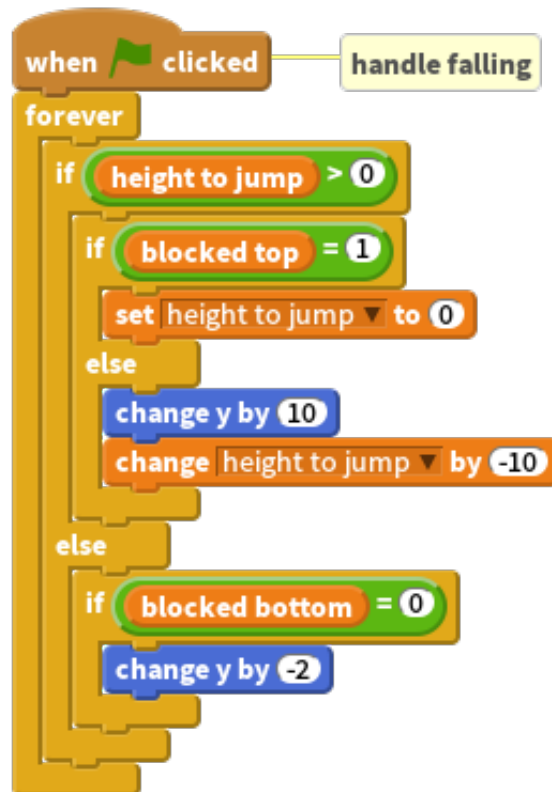 when clicked handle falling
forever
if height to jump > 0
if blocked top = 1
set height to jump ▼ to 0
else
change y by 10
change height to jump ▼ by -10
else
if blocked bottom = 0
change y by -2